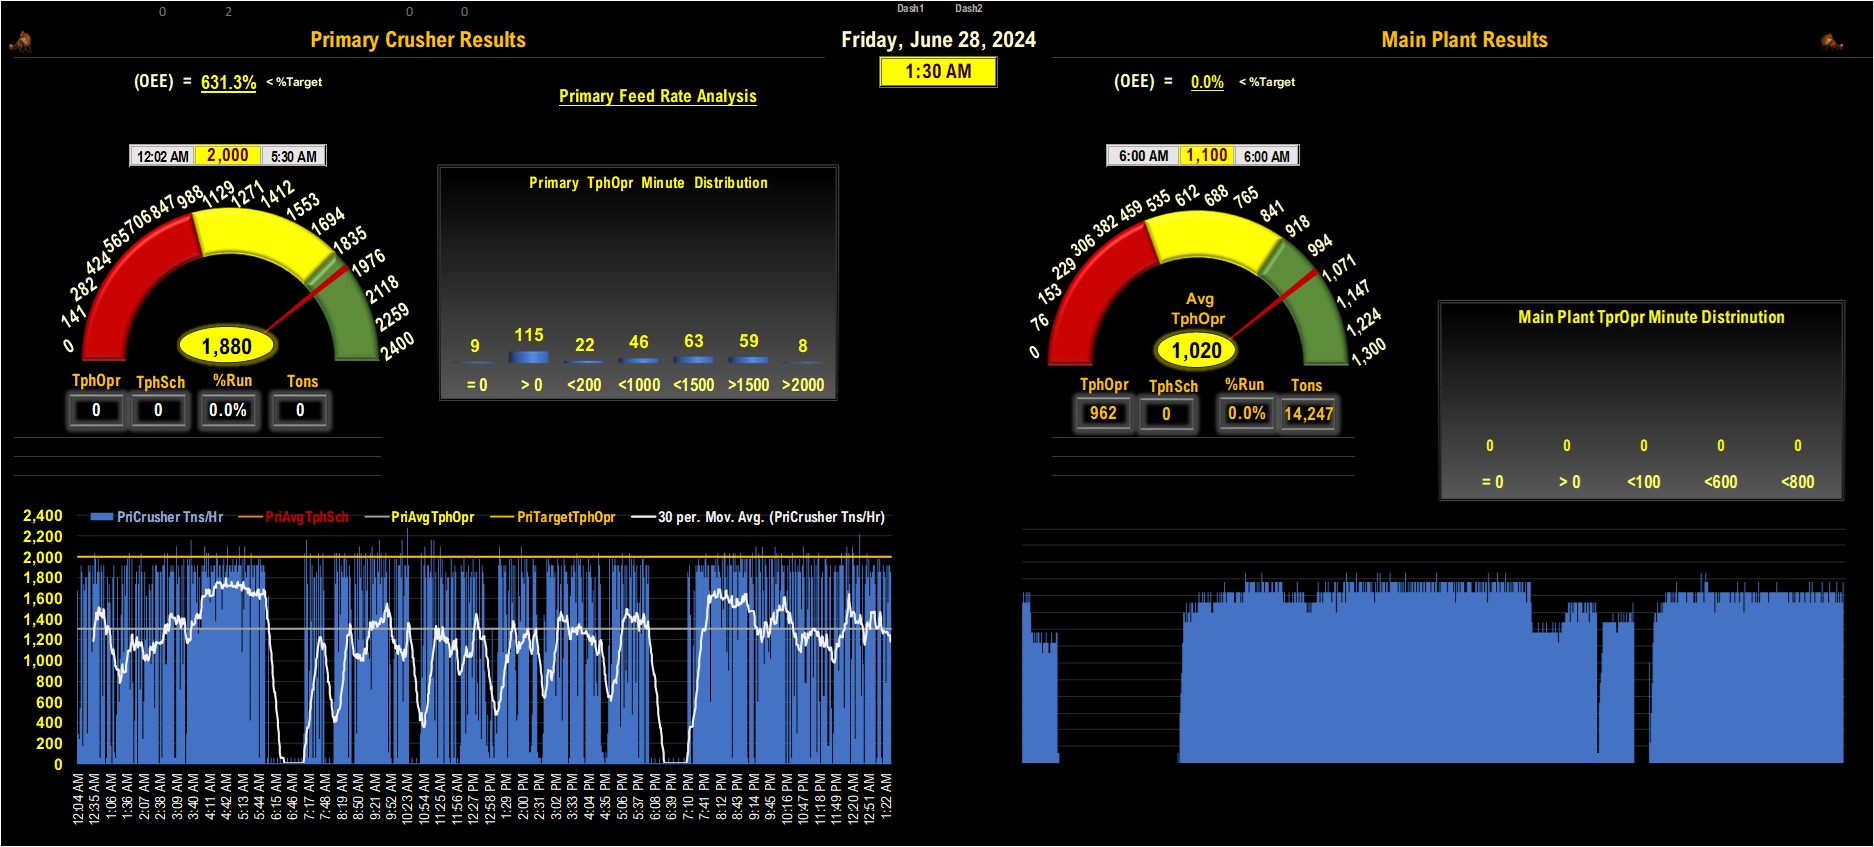 0 2 0 0 Dash1 Dash2
Primary Crusher Results
Friday, June 28, 2024
Main Plant Results
1:30 AM
(OEE) = 631.3% < %Target
Primary Feed Rate Analysis
(OEE) = 0.0% < %Target
12:02 AM 2,000 5:30 AM
0 141 282 424 565 706 847 988 1129 1271 1412 1553 1694 1835 1976 2118 2259 2400
1,880
TphOpr TphSch %Run Tons
0 0 0.0% 0
Primary TphOpr Minute Distribution
9 115 22 46 63 59 8
= 0 > 0 <200 <1000 <1500 >1500 >2000
6:00 AM 1,100 6:00 AM
0 76 153 229 306 382 459 535 612 688 765 841 918 994 1,071 1,147 1,224 1,300
Avg
TphOpr
1,020
TphOpr TphSch %Run Tons
962 0 0.0% 14,247
Main Plant TprOpr Minute Distrinution
0 0 0 0 0
= 0 > 0 <100 <600 <800
PriCrusher Tns/Hr PriAvgTphSch PriAvgTphOpr PriTargetTphOpr 30 per. Mov. Avg. (PriCrusher Tns/Hr)
2,400
2,200
2,000
1,800
1,600
1,400
1,200
1,000
800
600
400
200
0
12:04 AM 12:35 AM 1:06 AM 1:36 AM 2:07 AM 2:38 AM 3:09 AM 3:40 AM 4:11 AM 4:42 AM 5:13 AM 5:44 AM 6:15 AM 6:46 AM 7:17 AM 7:48 AM 8:19 AM 8:50 AM 9:21 AM 9:52 AM 10:23 AM 10:54 AM 11:25 AM 11:56 AM 12:27 PM 12:58 PM 1:29 PM 2:00 PM 2:31 PM 3:02 PM 3:33 PM 4:04 PM 4:35 PM 5:06 PM 5:37 PM 6:08 PM 6:39 PM 7:10 PM 7:41 PM 8:12 PM 8:43 PM 9:14 PM 9:45 PM 10:16 PM 10:47 PM 11:18 PM 11:49 PM 12:20 AM 12:51 AM 1:22 AM